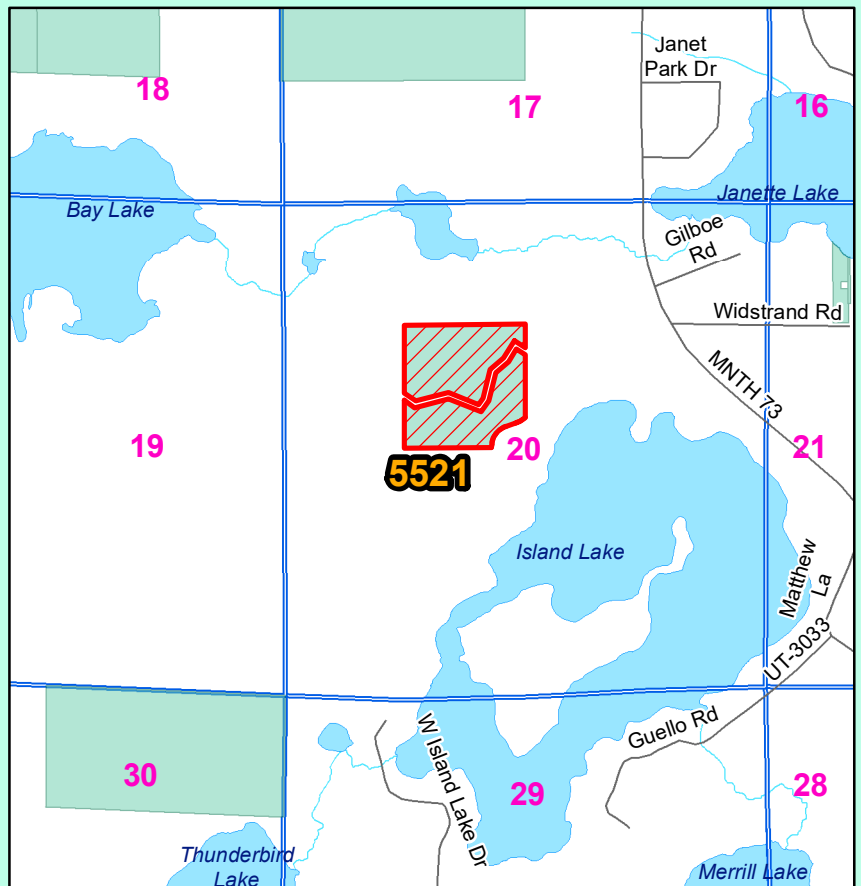 Janet
Park Dr
18
17
16
Bay Lake
Janette Lake
Gilboe
Rd
Widstrand Rd
MNTH 73
19
20
21
5521
Island Lake
Matthew
La
UT-3033
Guello Rd
W Island Lake Dr
30
29
28
Thunderbird
Lake
Merrill Lake